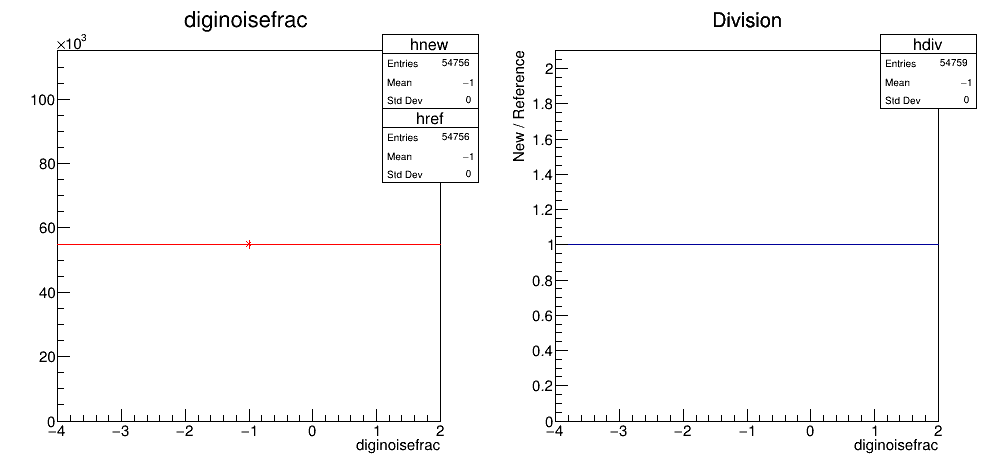 diginoisefrac
×10³
hnew
Entries 54756
Mean −1
Std Dev 0
href
Entries 54756
Mean −1
Std Dev 0
100
80
60
40
20
0
−4 −3 −2 −1 0 1 2
diginoisefrac
Division
hdiv
Entries 54759
Mean −1
Std Dev 0
New / Reference
2
1.8
1.6
1.4
1.2
1
0.8
0.6
0.4
0.2
0
−4 −3 −2 −1 0 1 2
diginoisefrac